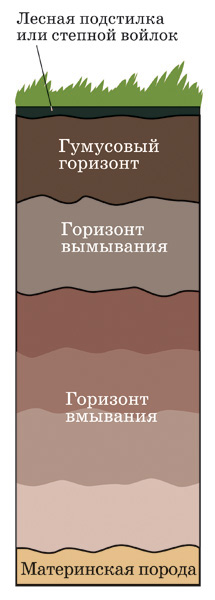 Лесная подстилка
или степной войлок
Гумусовый
горизонт
Горизонт
вымывания
Горизонт
вмывания
Материнская порода